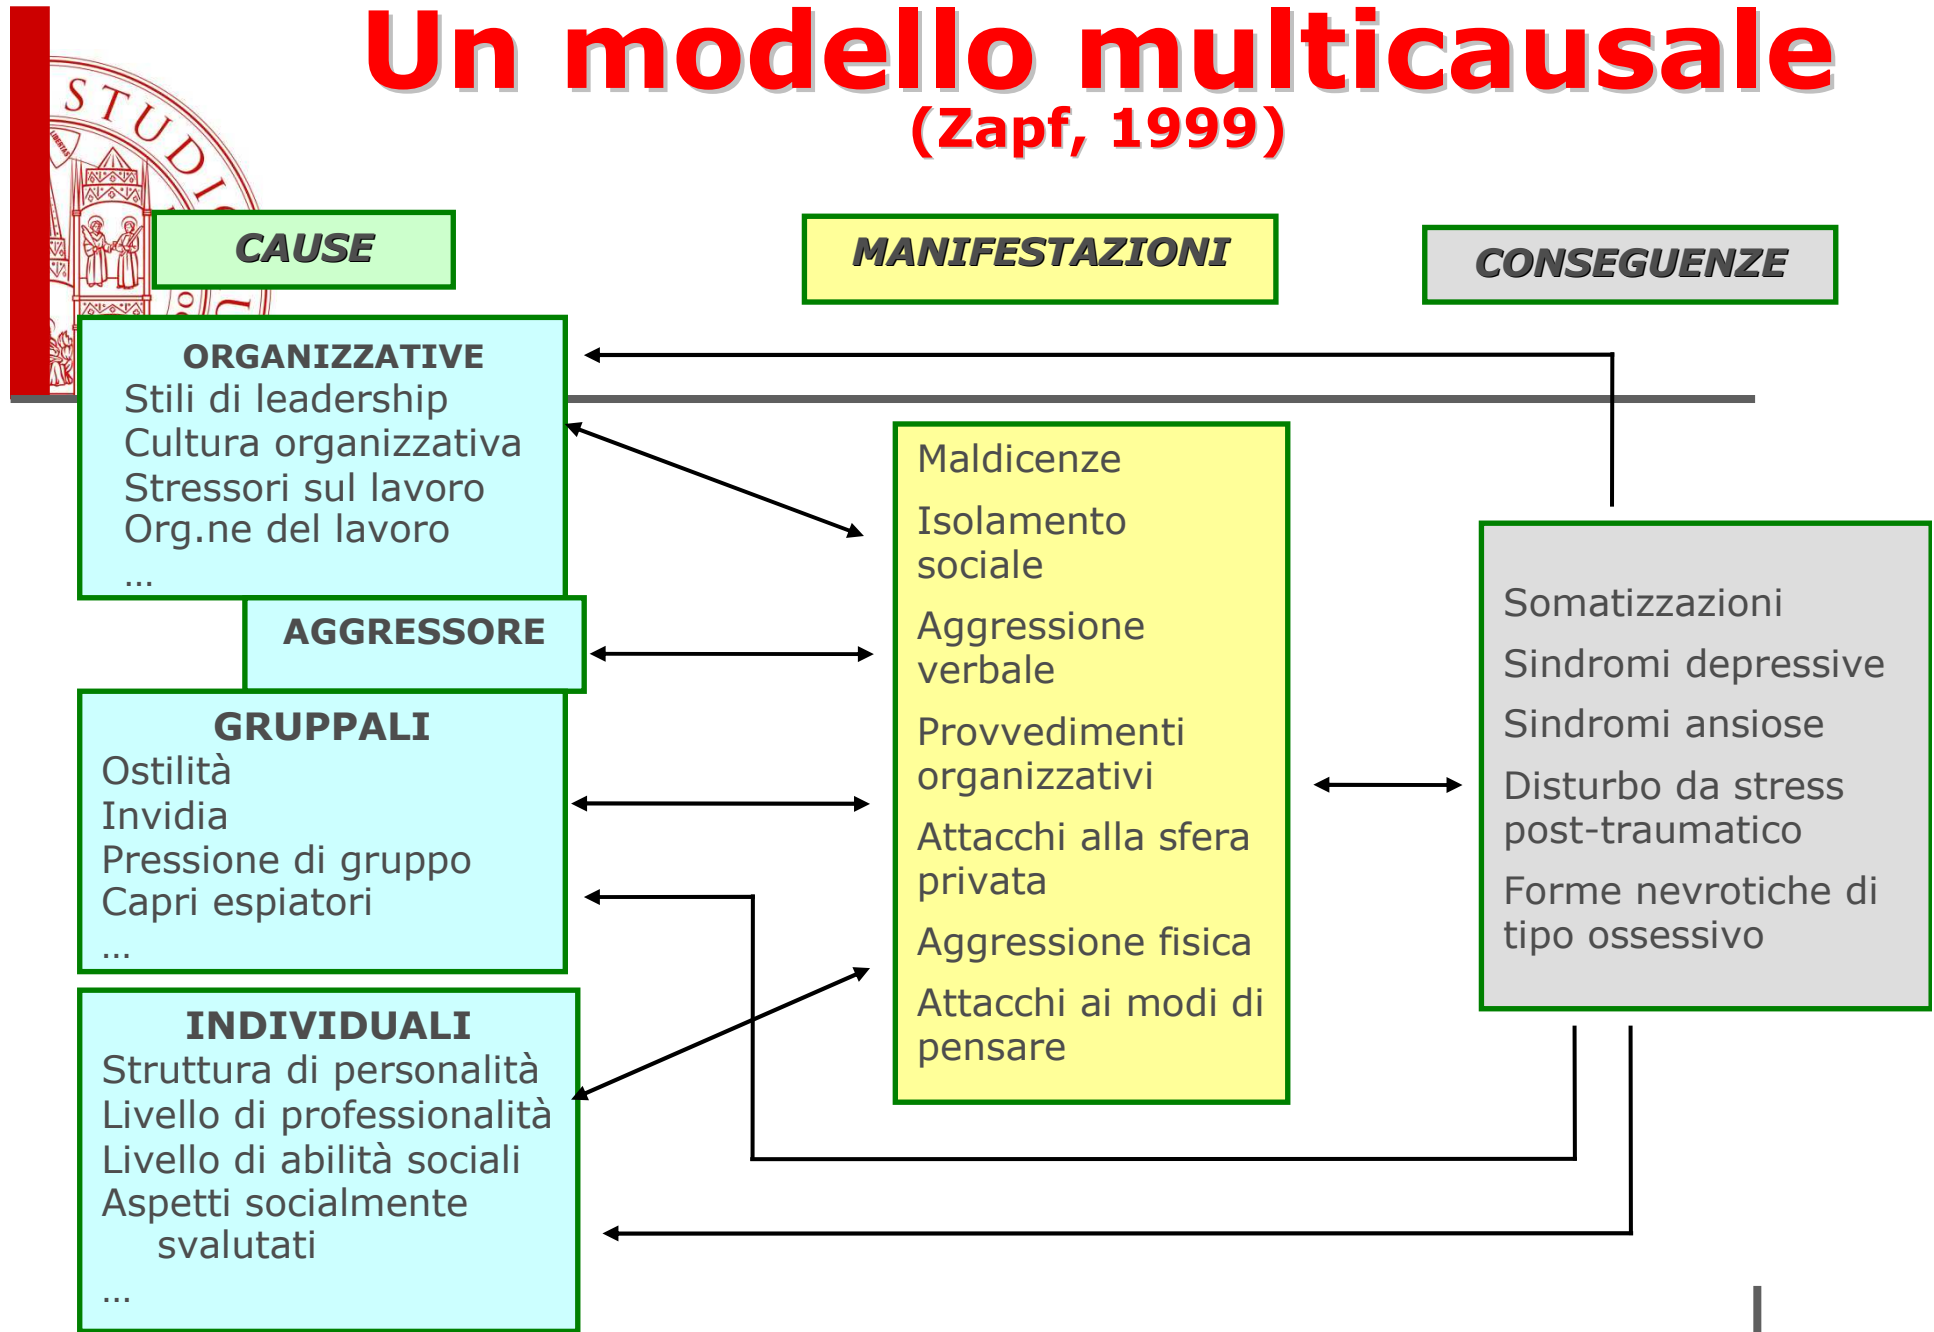 Un modello multicausale
(Zapf, 1999)
STUDIO
LIBERTAS
CAUSE
MANIFESTAZIONI
CONSEGUENZE
ORGANIZZATIVE
Stili di leadership
Cultura organizzativa
Stressori sul lavoro
Org.ne del lavoro
…
AGGRESSORE
GRUPPALI
Ostilità
Invidia
Pressione di gruppo
Capri espiatori
…
INDIVIDUALI
Struttura di personalità
Livello di professionalità
Livello di abilità sociali
Aspetti socialmente
svalutati
…
Maldicenze
Isolamento
sociale
Aggressione
verbale
Provvedimenti
organizzativi
Attacchi alla sfera
privata
Aggressione fisica
Attacchi ai modi di
pensare
Somatizzazioni
Sindromi depressive
Sindromi ansiose
Disturbo da stress
post-traumatico
Forme nevrotiche di
tipo ossessivo